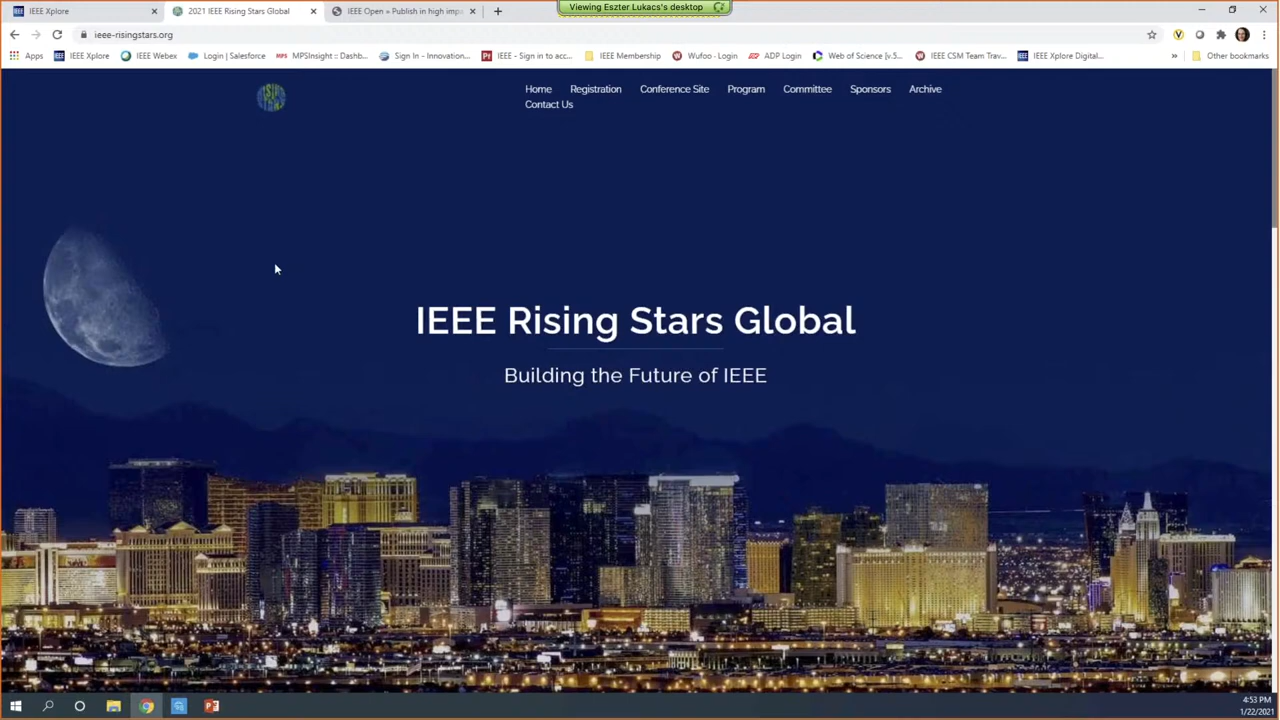 Viewing Eszter Lukacs's desktop
IEEE Xplore
2021 IEEE Rising Stars Global
IEEE Open » Publish in high imp
ieee-risingstars.org
Apps
IEEE Xplore
IEEE Webex
Login | Salesforce
MPSInsight :: Dashb...
Sign In - Innovation...
IEEE - Sign in to acc...
IEEE Membership
Wufoo - Login
ADP Login
Web of Science [v.5...
IEEE CSM Team Trav...
IEEE Xplore Digital...
»
Other bookmarks
Home Registration Conference Site Program Committee Sponsors Archive
Contact Us
IEEE Rising Stars Global
Building the Future of IEEE
4:53 PM
1/22/2021